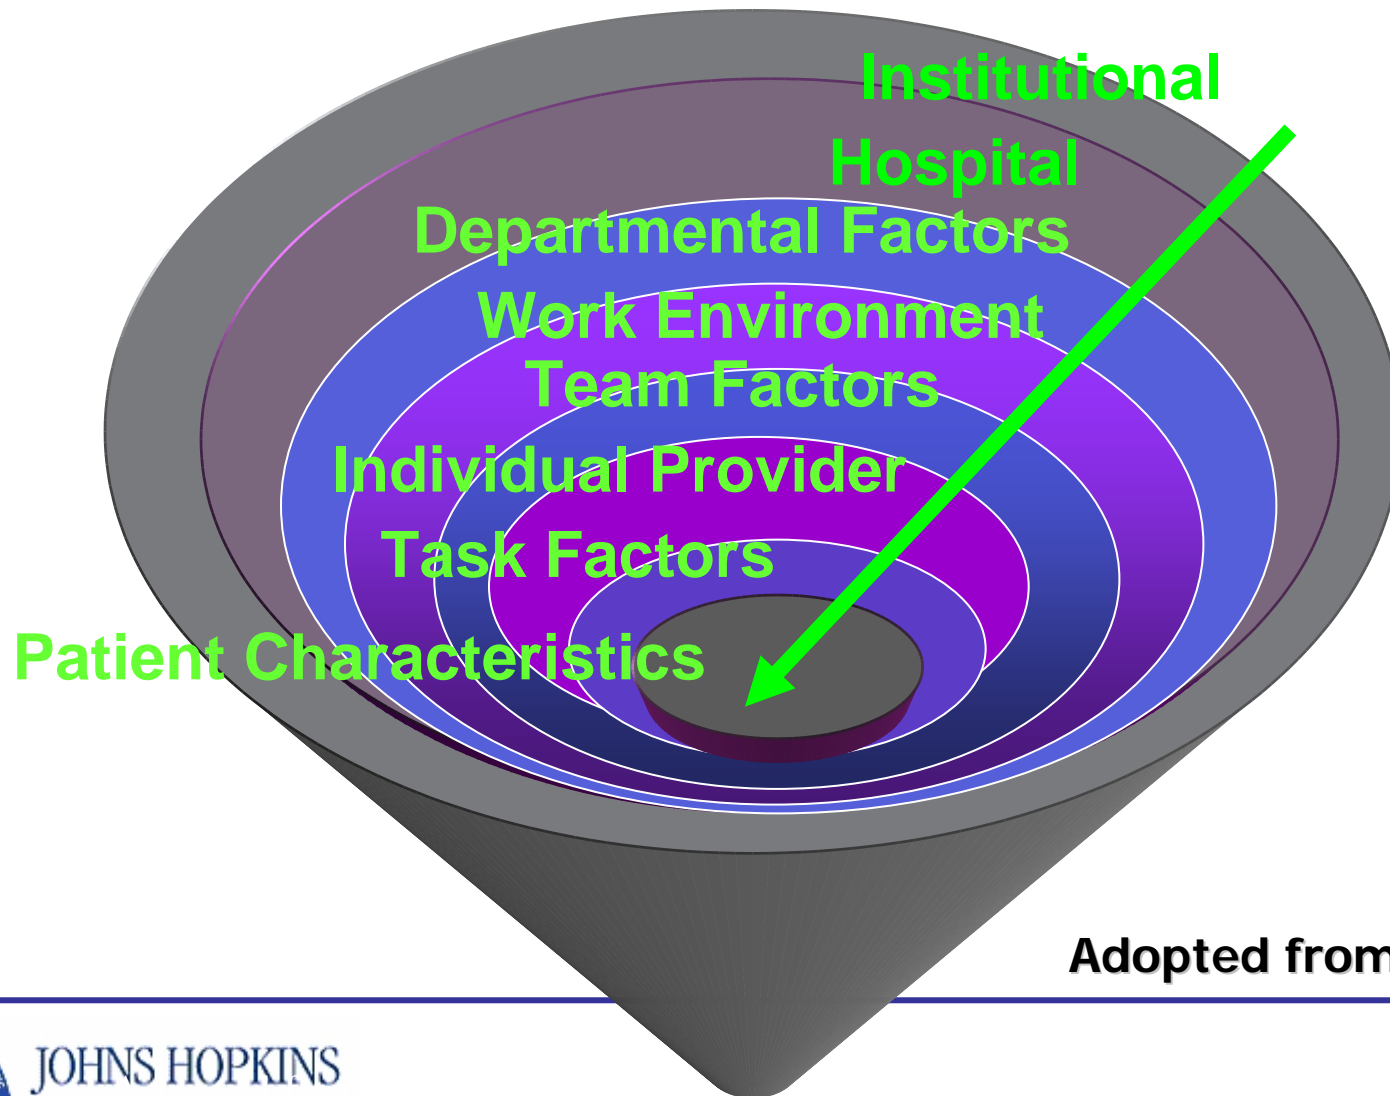 Institutional
Hospital
Departmental Factors
Work Environment
Team Factors
Individual Provider
Task Factors
Patient Characteristics
Adopted from
JOHNS HOPKINS